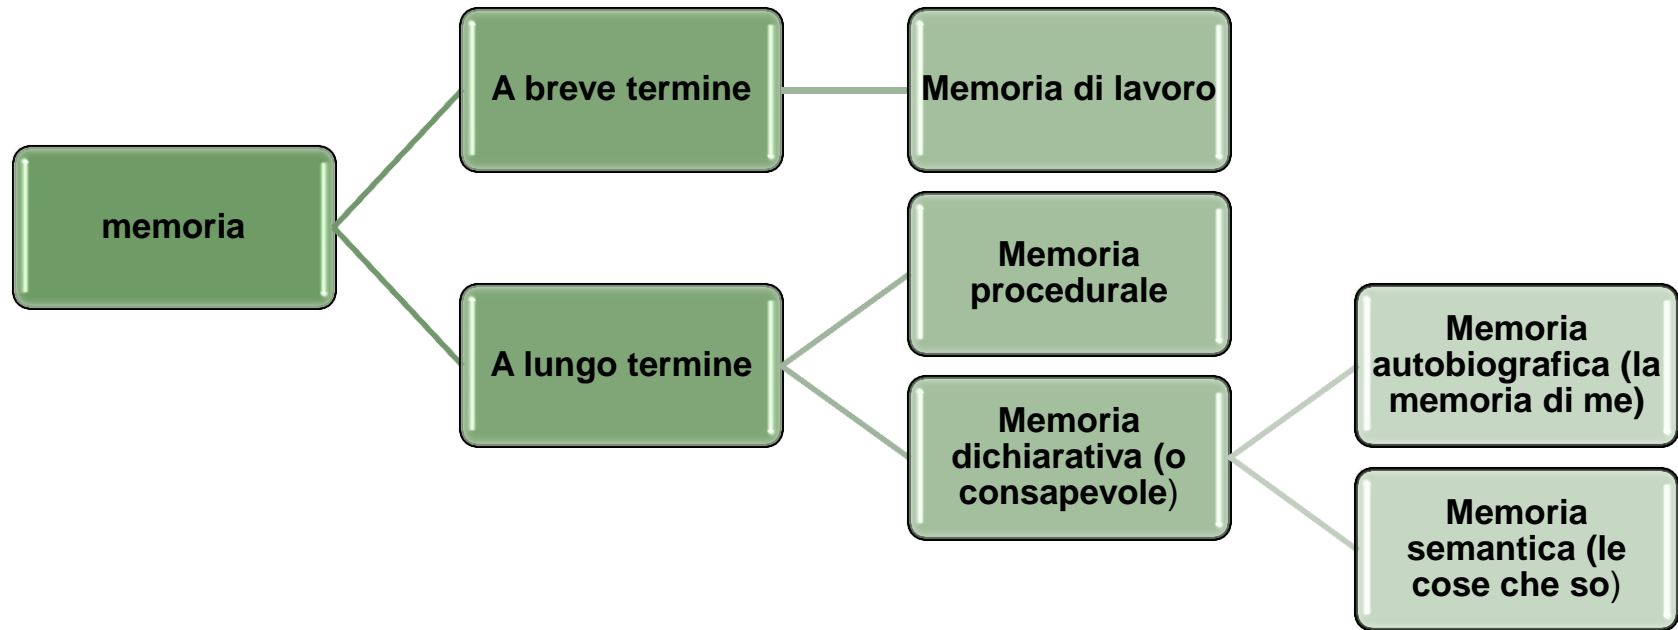 A breve termine
Memoria di lavoro
memoria
Memoria
procedurale
A lungo termine
Memoria
autobiografica (la
memoria di me)
Memoria
dichiarativa (o
consapevole)
Memoria
semantica (le
cose che so)